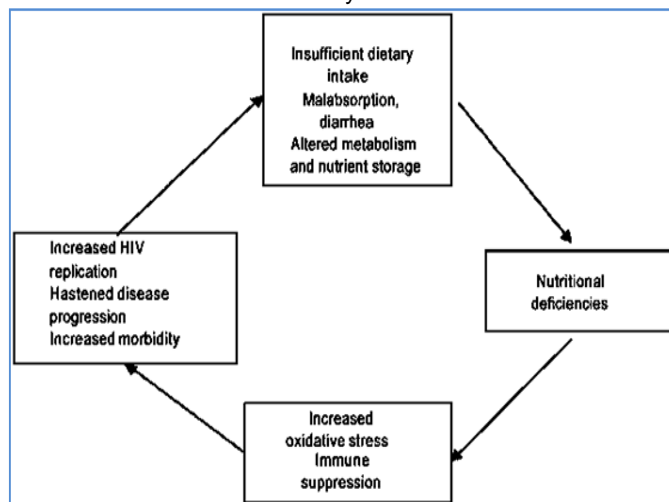 Insufficient dietary
intake
Malabsorption,
diarrhea
Altered metabolism
and nutrient storage
Nutritional
deficiencies
Increased
oxidative stress
Immune
suppression
Increased HIV
replication
Hastened disease
progression
Increased morbidity